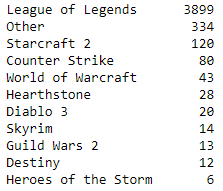 League of Legends 3899
Other 334
Starcraft 2 120
Counter Strike 80
World of Warcraft 43
Hearthstone 28
Diablo 3 20
Skyrim 14
Guild Wars 2 13
Destiny 12
Heroes of the Storm 6